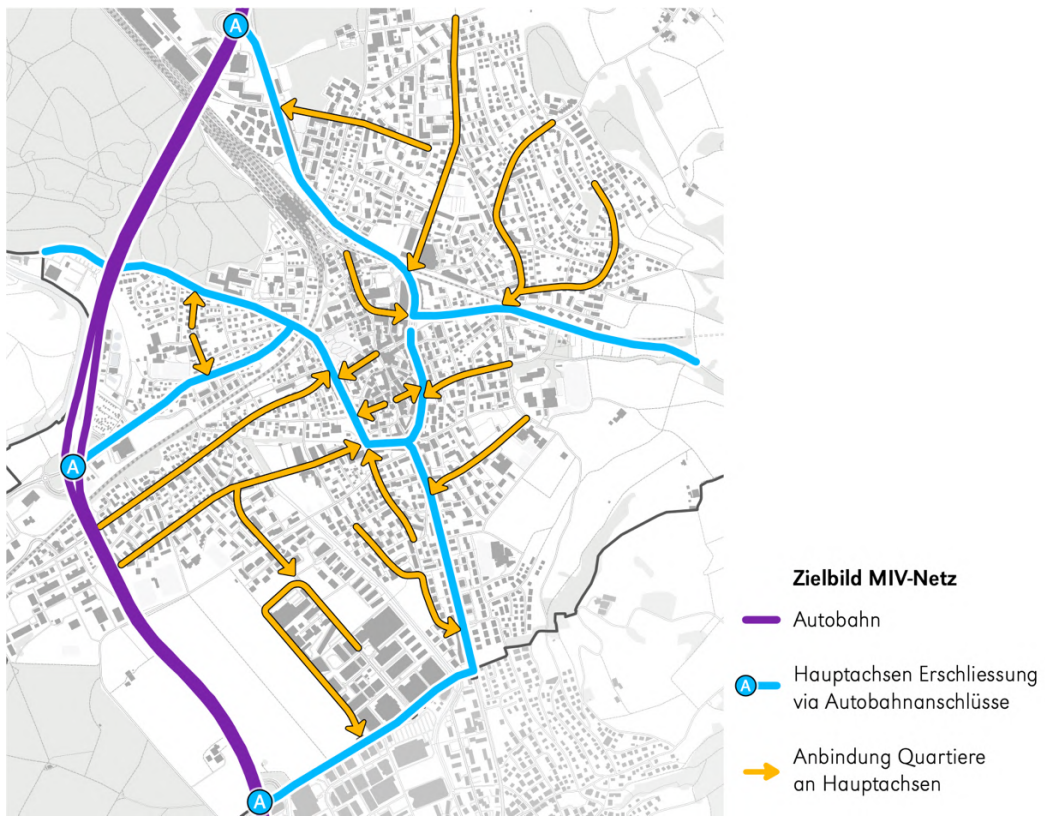 A
A
A
Zielbild MIV-Netz
Autobahn
A
Hauptachsen Erschliessung
via Autobahnanschlüsse
Anbindung Quartiere
an Hauptachsen